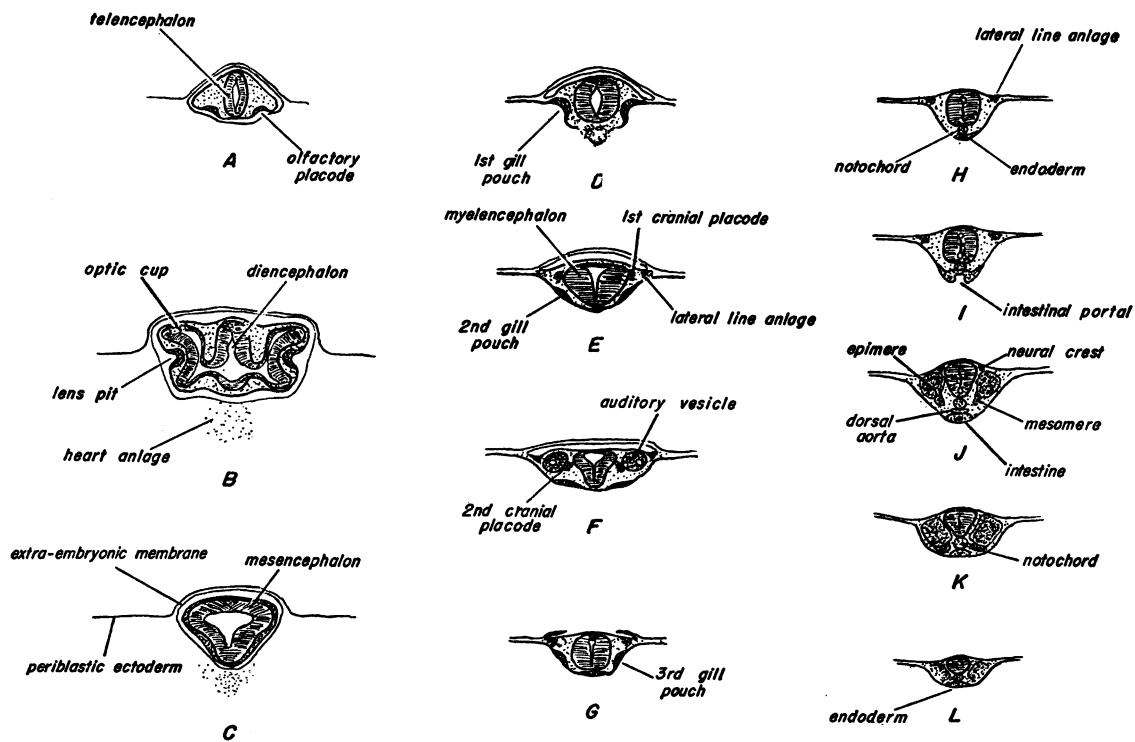 telencephalon
olfactory
placode
A
optic cup
diencephalon
lens pit
heart anlage
B
extra-embryonic membrane
mesencephalon
periblastic ectoderm
C
1st gill
pouch
D
myelencephalon
1st cranial placode
2nd gill
pouch
lateral line anlage
E
auditory vesicle
2nd cranial
placode
F
3rd gill
pouch
G
lateral line anlage
notochord
endoderm
H
intestinal portal
I
epimere
neural crest
dorsal
aorta
mesomere
J
intestine
notochord
K
endoderm
L